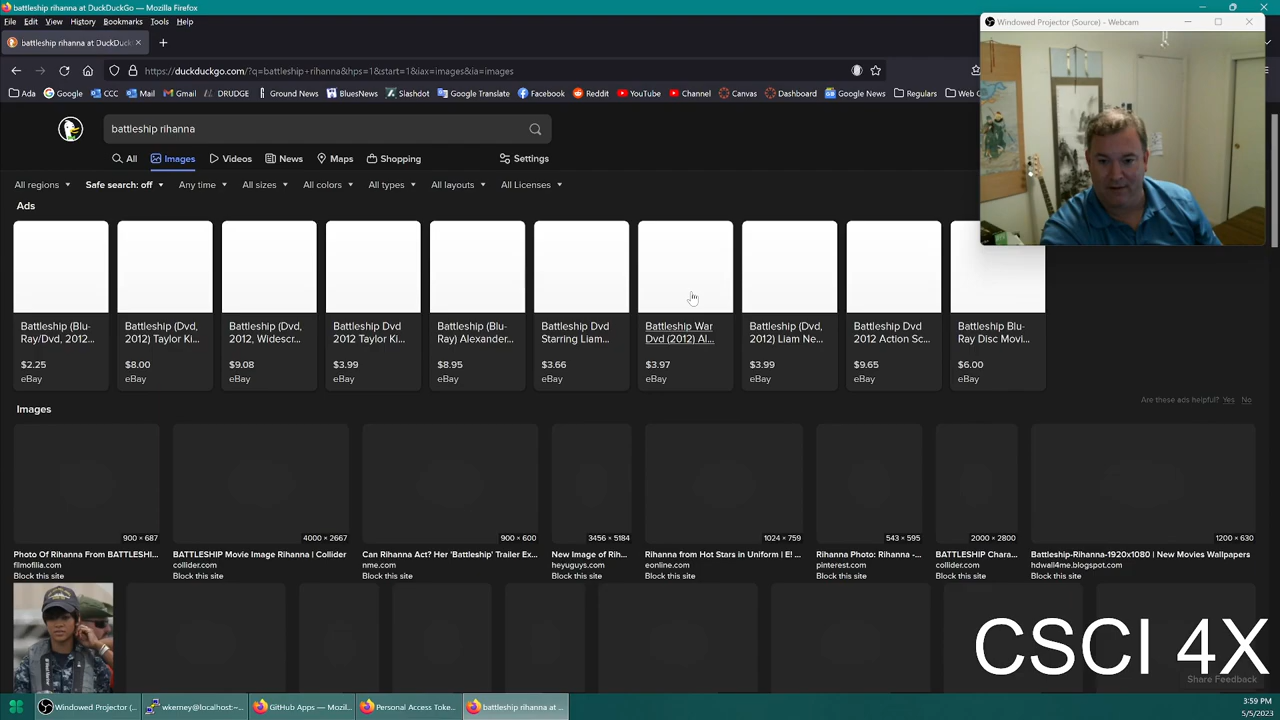 battleship rihanna at DuckDuckGo — Mozilla Firefox
File Edit View History Bookmarks Tools Help
battleship rihanna at DuckDuck
https://duckduckgo.com/?q=battleship+rihanna&hps=1&start=1&iax=images&ia=images
Ada Google CCC Mail Gmail DRUDGE Ground News BluesNews Slashdot Google Translate Facebook Reddit YouTube Channel Canvas Dashboard Google News Regulars
Windowed Projector (Source) - Webcam
battleship rihanna
All Images Videos News Maps Shopping Settings
All regions Safe search: off Any time All sizes All colors All types All layouts All Licenses
Ads
Battleship (Blu-Ray/Dvd, 2012...
$2.25
eBay
Battleship (Dvd, 2012) Taylor Ki...
$8.00
eBay
Battleship (Dvd, 2012, Widescr...
$9.08
eBay
Battleship Dvd 2012 Taylor Ki...
$3.99
eBay
Battleship (Blu-Ray) Alexander...
$8.95
eBay
Battleship Dvd Starring Liam...
$3.66
eBay
Battleship War Dvd (2012) Al...
$3.97
eBay
Battleship (Dvd, 2012) Liam Ne...
$3.99
eBay
Battleship Dvd 2012 Action Sc...
$9.65
eBay
Battleship Blu-Ray Disc Movi...
$6.00
eBay
Are these ads helpful? Yes No
Images
900 × 687 4000 × 2667 900 × 600 3456 × 5184 1024 × 759 543 × 595 2000 × 2800 1200 × 630
Photo Of Rihanna From BATTLESHI... BATTLESHIP Movie Image Rihanna | Collider Can Rihanna Act? Her 'Battleship' Trailer Ex... New Image of Rih... Rihanna from Hot Stars in Uniform | E! ... Rihanna Photo: Rihanna -... BATTLESHIP Chara... Battleship-Rihanna-1920x1080 | New Movies Wallpapers
filmofilia.com collider.com nme.com heyuguys.com eonline.com pinterest.com collider.com hdwall4me.blogspot.com
Block this site Block this site Block this site Block this site Block this site Block this site Block this site Block this site
CSCI 4X
Share Feedback
Windowed Projector (... wkerney@localhost:~... GitHub Apps — Mozil... Personal Access Toke... battleship rihanna at ...
3:59 PM
5/5/2023